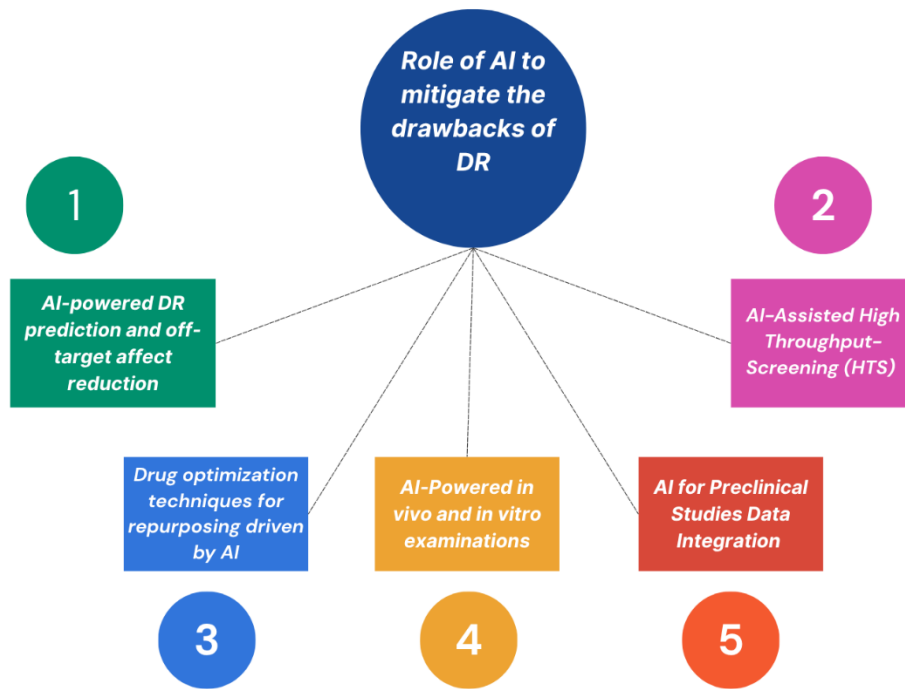 Role of AI to
mitigate the
drawbacks of
DR
1
2
AI-powered DR
prediction and off-
target affect
reduction
AI-Assisted High
Throughput-
Screening (HTS)
Drug optimization
techniques for
repurposing driven
by AI
AI-Powered in
vivo and in vitro
examinations
AI for Preclinical
Studies Data
Integration
3
4
5